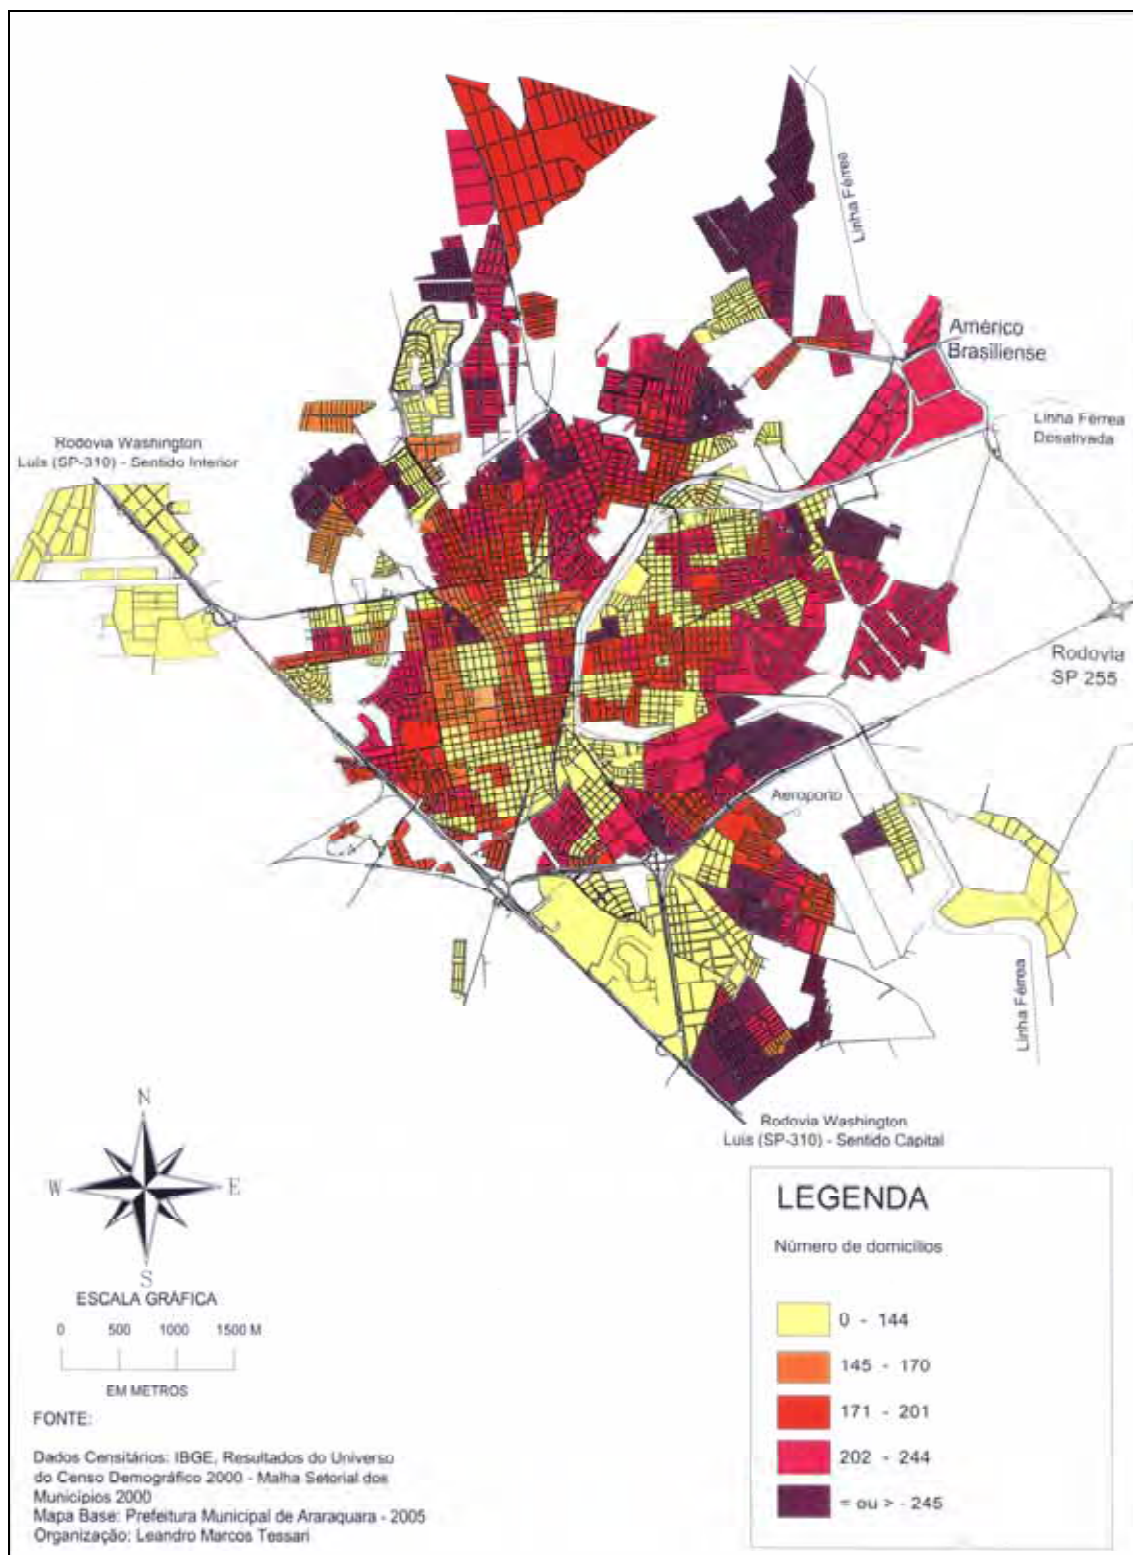 Linha Férrea
Américo
Brasiliense
Linha Férrea
Desativada
Rodovia Washington
Luis (SP-310) - Sentido Interior
Rodovia
SP 255
Aeroporto
Linha Férrea
Rodovia Washington
Luis (SP-310) - Sentido Capital
N
W
E
S
ESCALA GRÁFICA
0 500 1000 1500 M
EM METROS
FONTE:
Dados Censitários: IBGE, Resultados do Universo
do Censo Demográfico 2000 - Malha Setorial dos
Municípios 2000
Mapa Base: Prefeitura Municipal de Araraquara - 2005
Organização: Leandro Marcos Tessari
LEGENDA
Número de domicílios
0 - 144
145 - 170
171 - 201
202 - 244
= ou > - 245